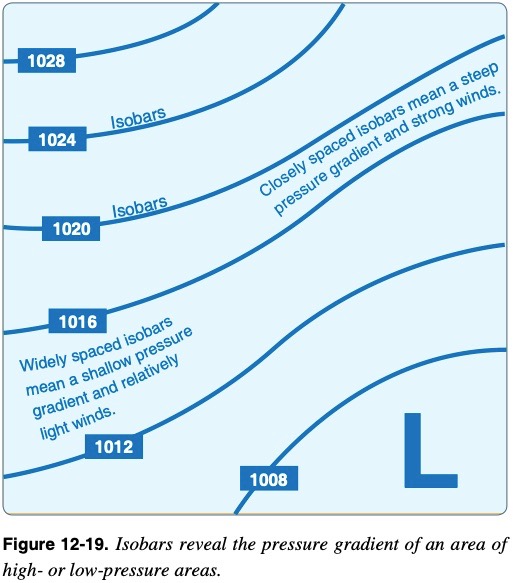 1028
Isobars
1024
Closely spaced isobars mean a steep
pressure gradient and strong winds.
Isobars
1020
1016
Widely spaced isobars
mean a shallow pressure
gradient and relatively
light winds.
1012
1008
L
Figure 12-19. Isobars reveal the pressure gradient of an area of
high- or low-pressure areas.